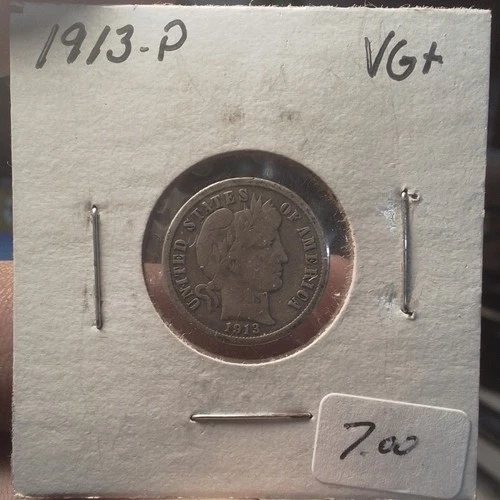 1913-P VG+
UNITED STATES OF AMERICA
1913
7.00